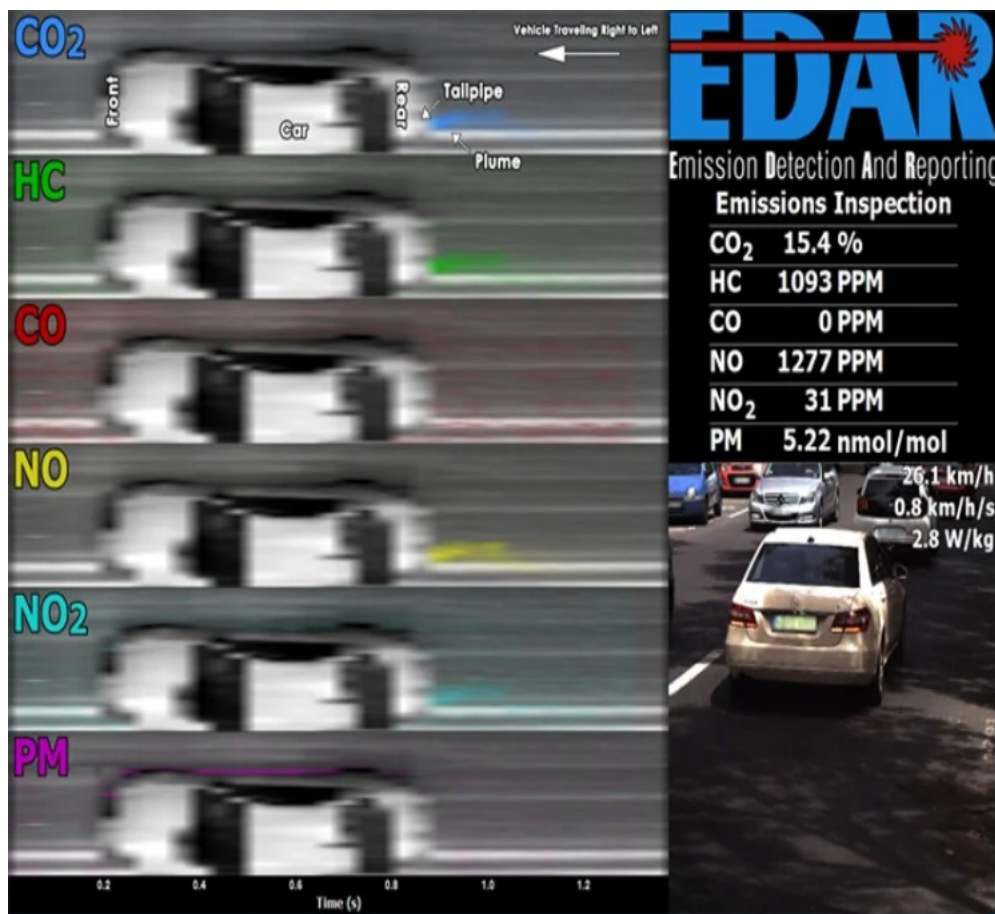 CO2
Vehicle Traveling Right to Left
Front
Car
Rear
Tailpipe
Plume
HC
CO
NO
NO2
PM
0.2 0.4 0.6 0.8 1.0 1.2
Time (s)
EDAR
Emission Detection And Reporting
Emissions Inspection
CO2 15.4 %
HC 1093 PPM
CO 0 PPM
NO 1277 PPM
NO2 31 PPM
PM 5.22 nmol/mol
26.1 km/h
0.8 km/h/s
2.8 W/kg